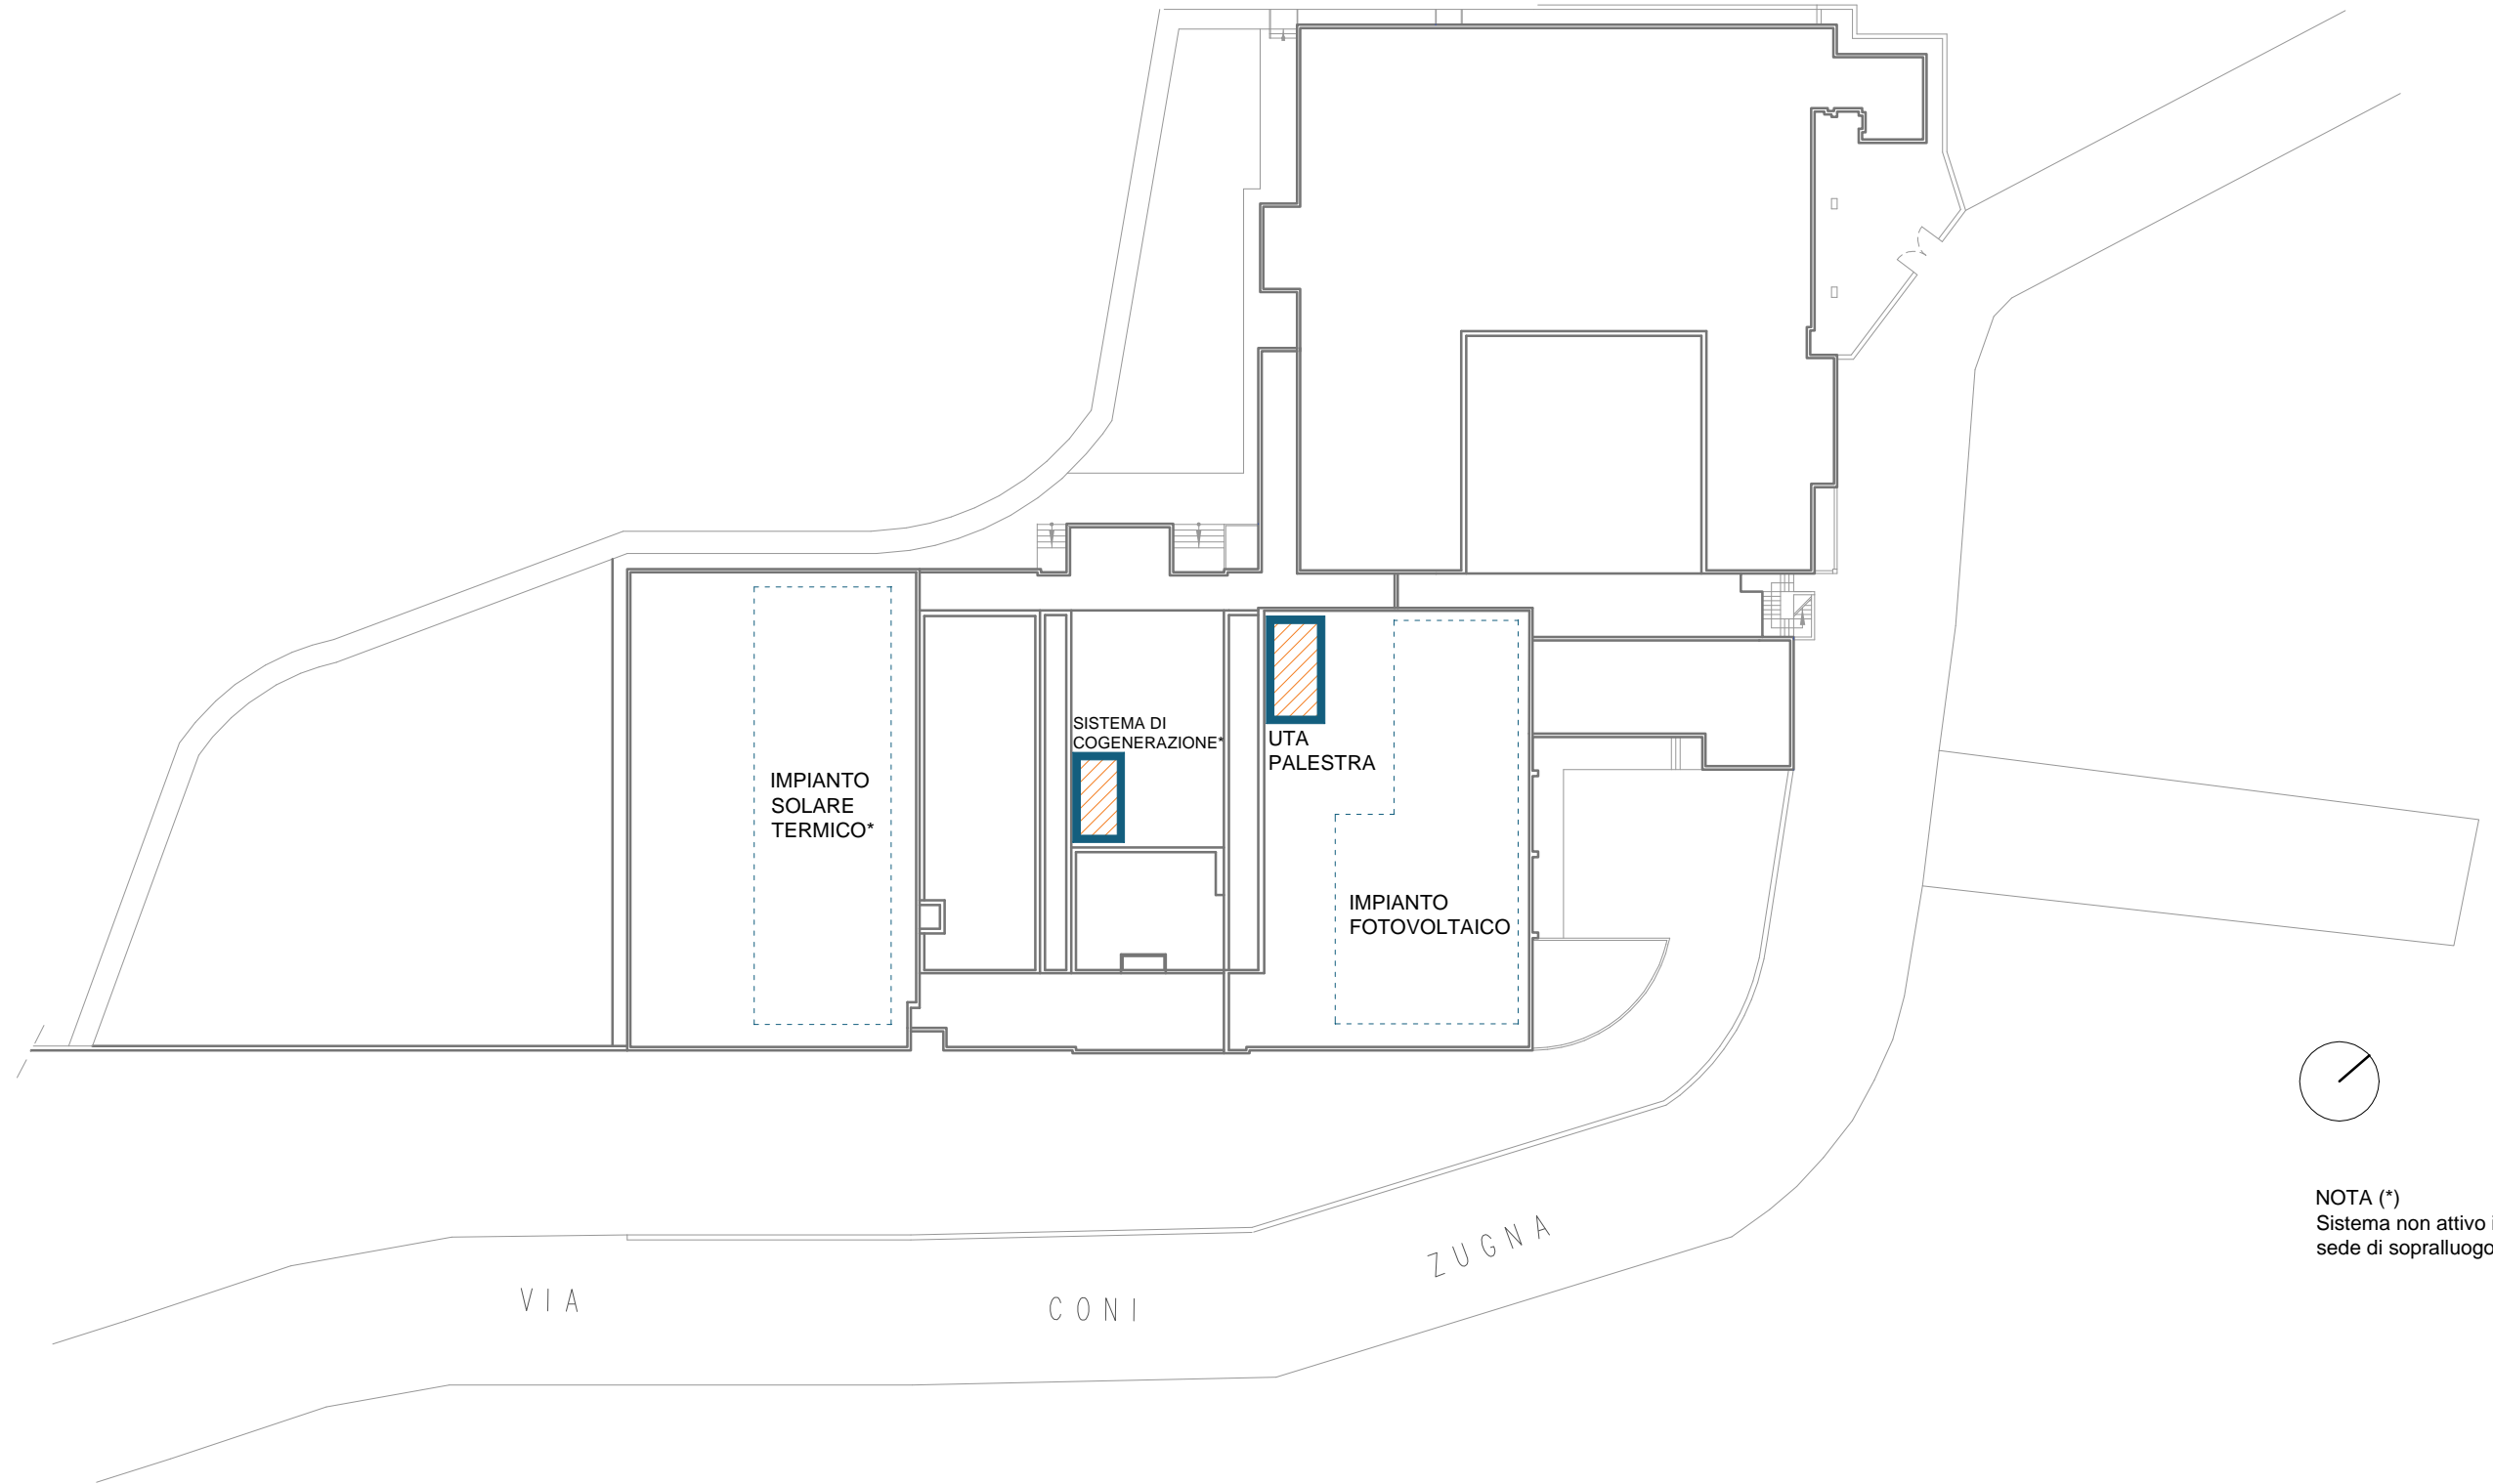 SISTEMA DI
COGENERAZIONE*
UTA
PALESTRA
IMPIANTO
SOLARE
TERMICO*
IMPIANTO
FOTOVOLTAICO
NOTA (*)
Sistema non attivo
sede di sopralluogo
VIA CONI ZUGNA